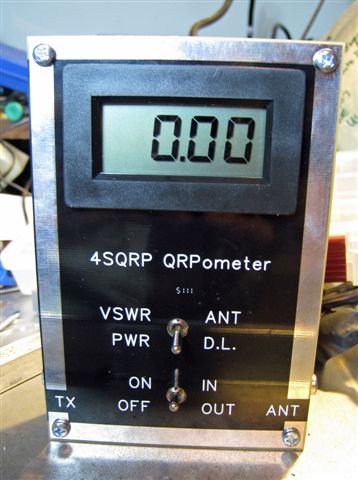 0.00
4SQRP QRPometer
VSWR ANT
PWR D.L.
ON IN
TX OFF OUT ANT